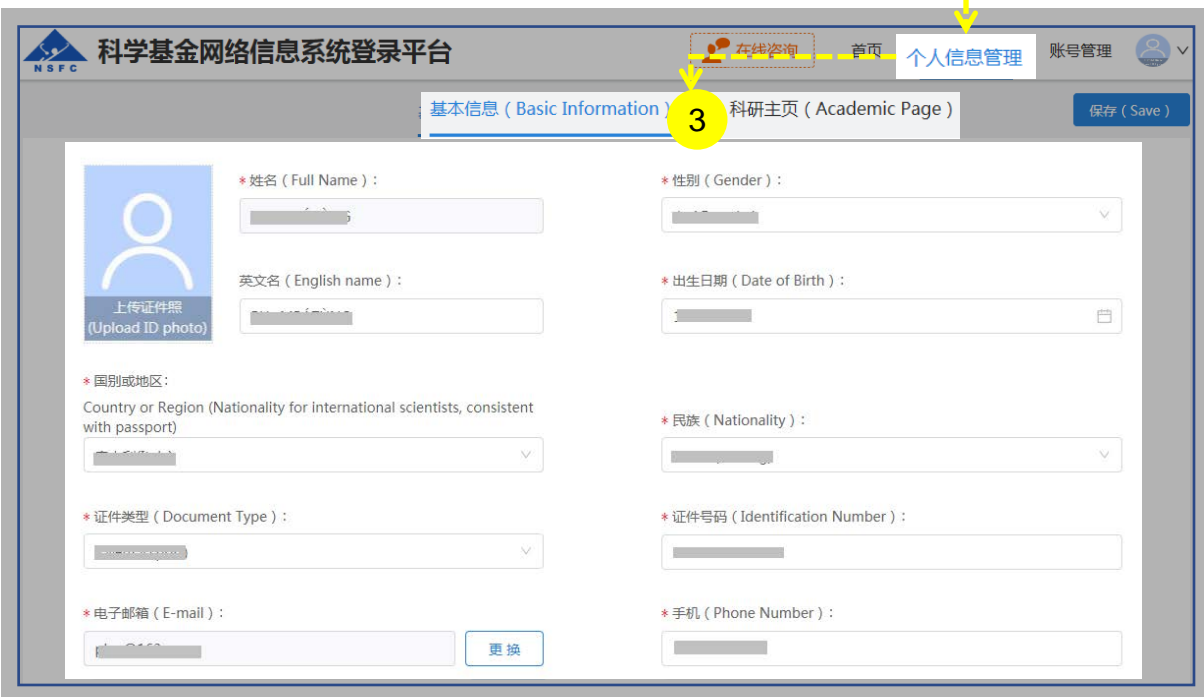 NSFC
科学基金网络信息系统登录平台
在线咨询
首页
个人信息管理
账号管理
基本信息 ( Basic Information )
3
科研主页 ( Academic Page )
保存 ( Save )
* 姓名 ( Full Name ) :
* 性别 ( Gender ) :
英文名 ( English name ) :
* 出生日期 ( Date of Birth ) :
上传证件照
(Upload ID photo)
* 国别或地区:
Country or Region (Nationality for international scientists, consistent
with passport)
* 民族 ( Nationality ) :
* 证件类型 ( Document Type ) :
* 证件号码 ( Identification Number ) :
* 电子邮箱 ( E-mail ) :
* 手机 ( Phone Number ) :
更换